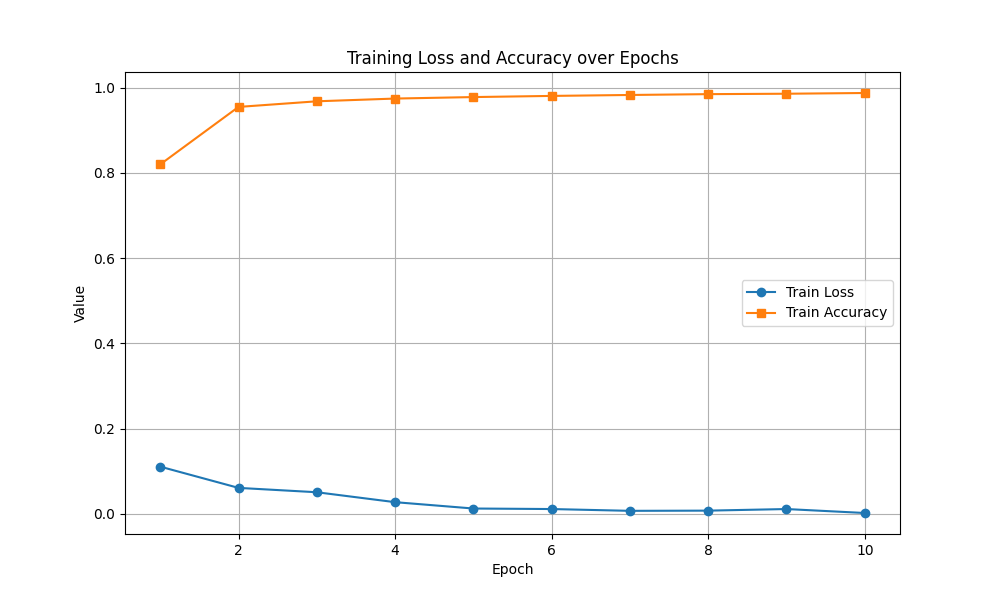 Training Loss and Accuracy over Epochs
1.0
0.8
0.6
0.4
0.2
0.0
Value
Train Loss
Train Accuracy
2 4 6 8 10
Epoch